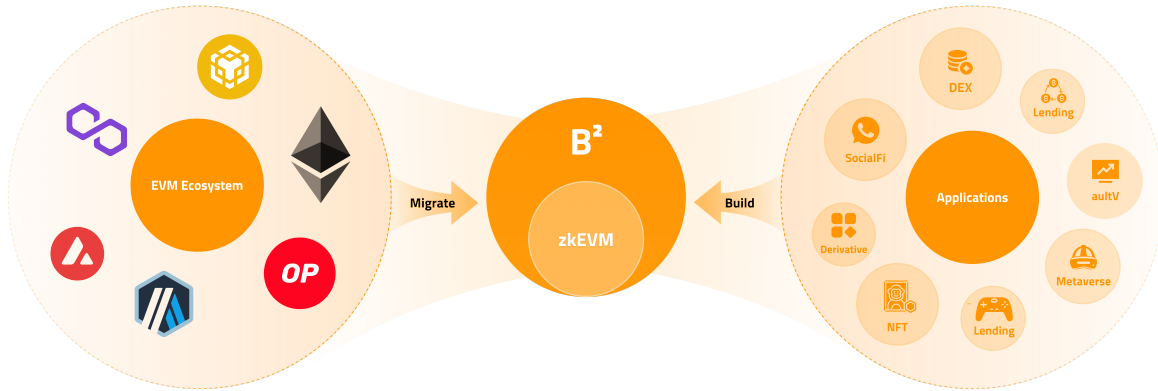 EVM Ecosystem
OP
Migrate
B²
zkEVM
Build
Applications
DEX
Lending
SocialFi
aultV
Derivative
Metaverse
NFT
Lending